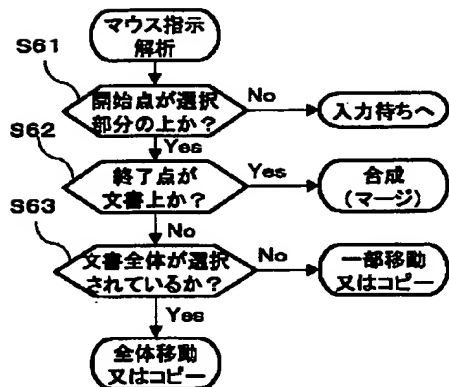 マウス指示
解析
S61
開始点が選択
部分の上か?
No
入力待ちへ
Yes
S62
終了点が
文書上か?
Yes
合成
(マージ)
No
S63
文書全体が選択
されているか?
No
一部移動
又はコピー
Yes
全体移動
又はコピー